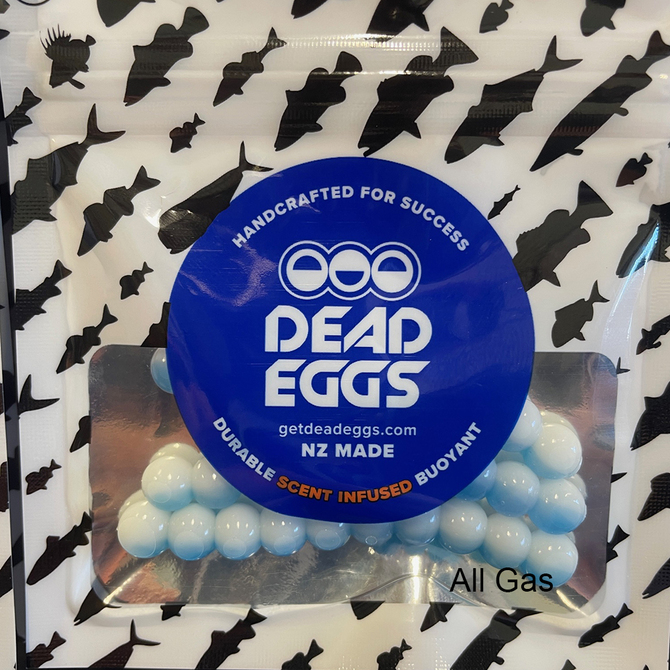 HANDCRAFTED FOR SUCCESS
DEAD
EGGS
getdeadeggs.com
NZ MADE
DURABLE SCENT INFUSED BUOYANT
All Gas